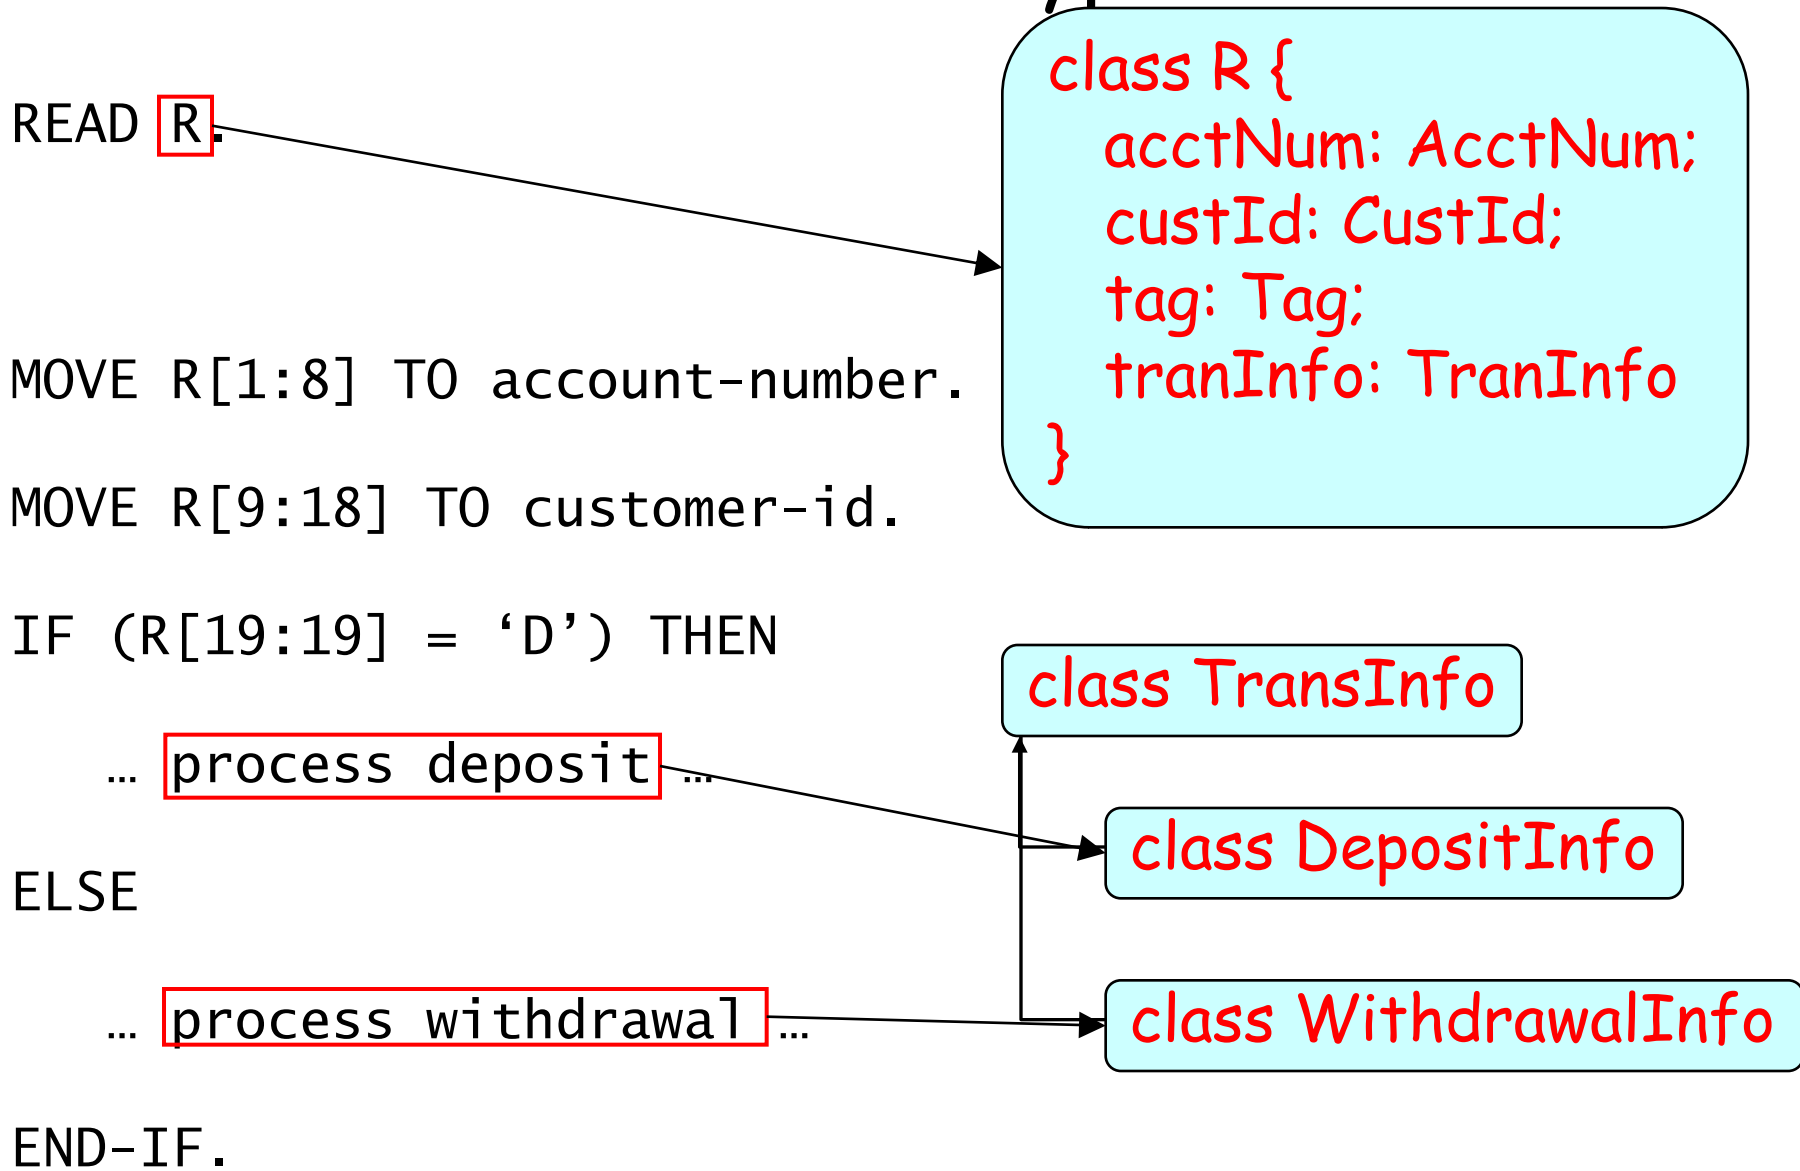 READ R.
MOVE R[1:8] TO account-number.
MOVE R[9:18] TO customer-id.
IF (R[19:19] = ‘D’) THEN
… process deposit …
ELSE
… process withdrawal …
END-IF.
class R {
acctNum: AcctNum;
custId: CustId;
tag: Tag;
tranInfo: TranInfo
}
class TransInfo
class DepositInfo
class WithdrawalInfo